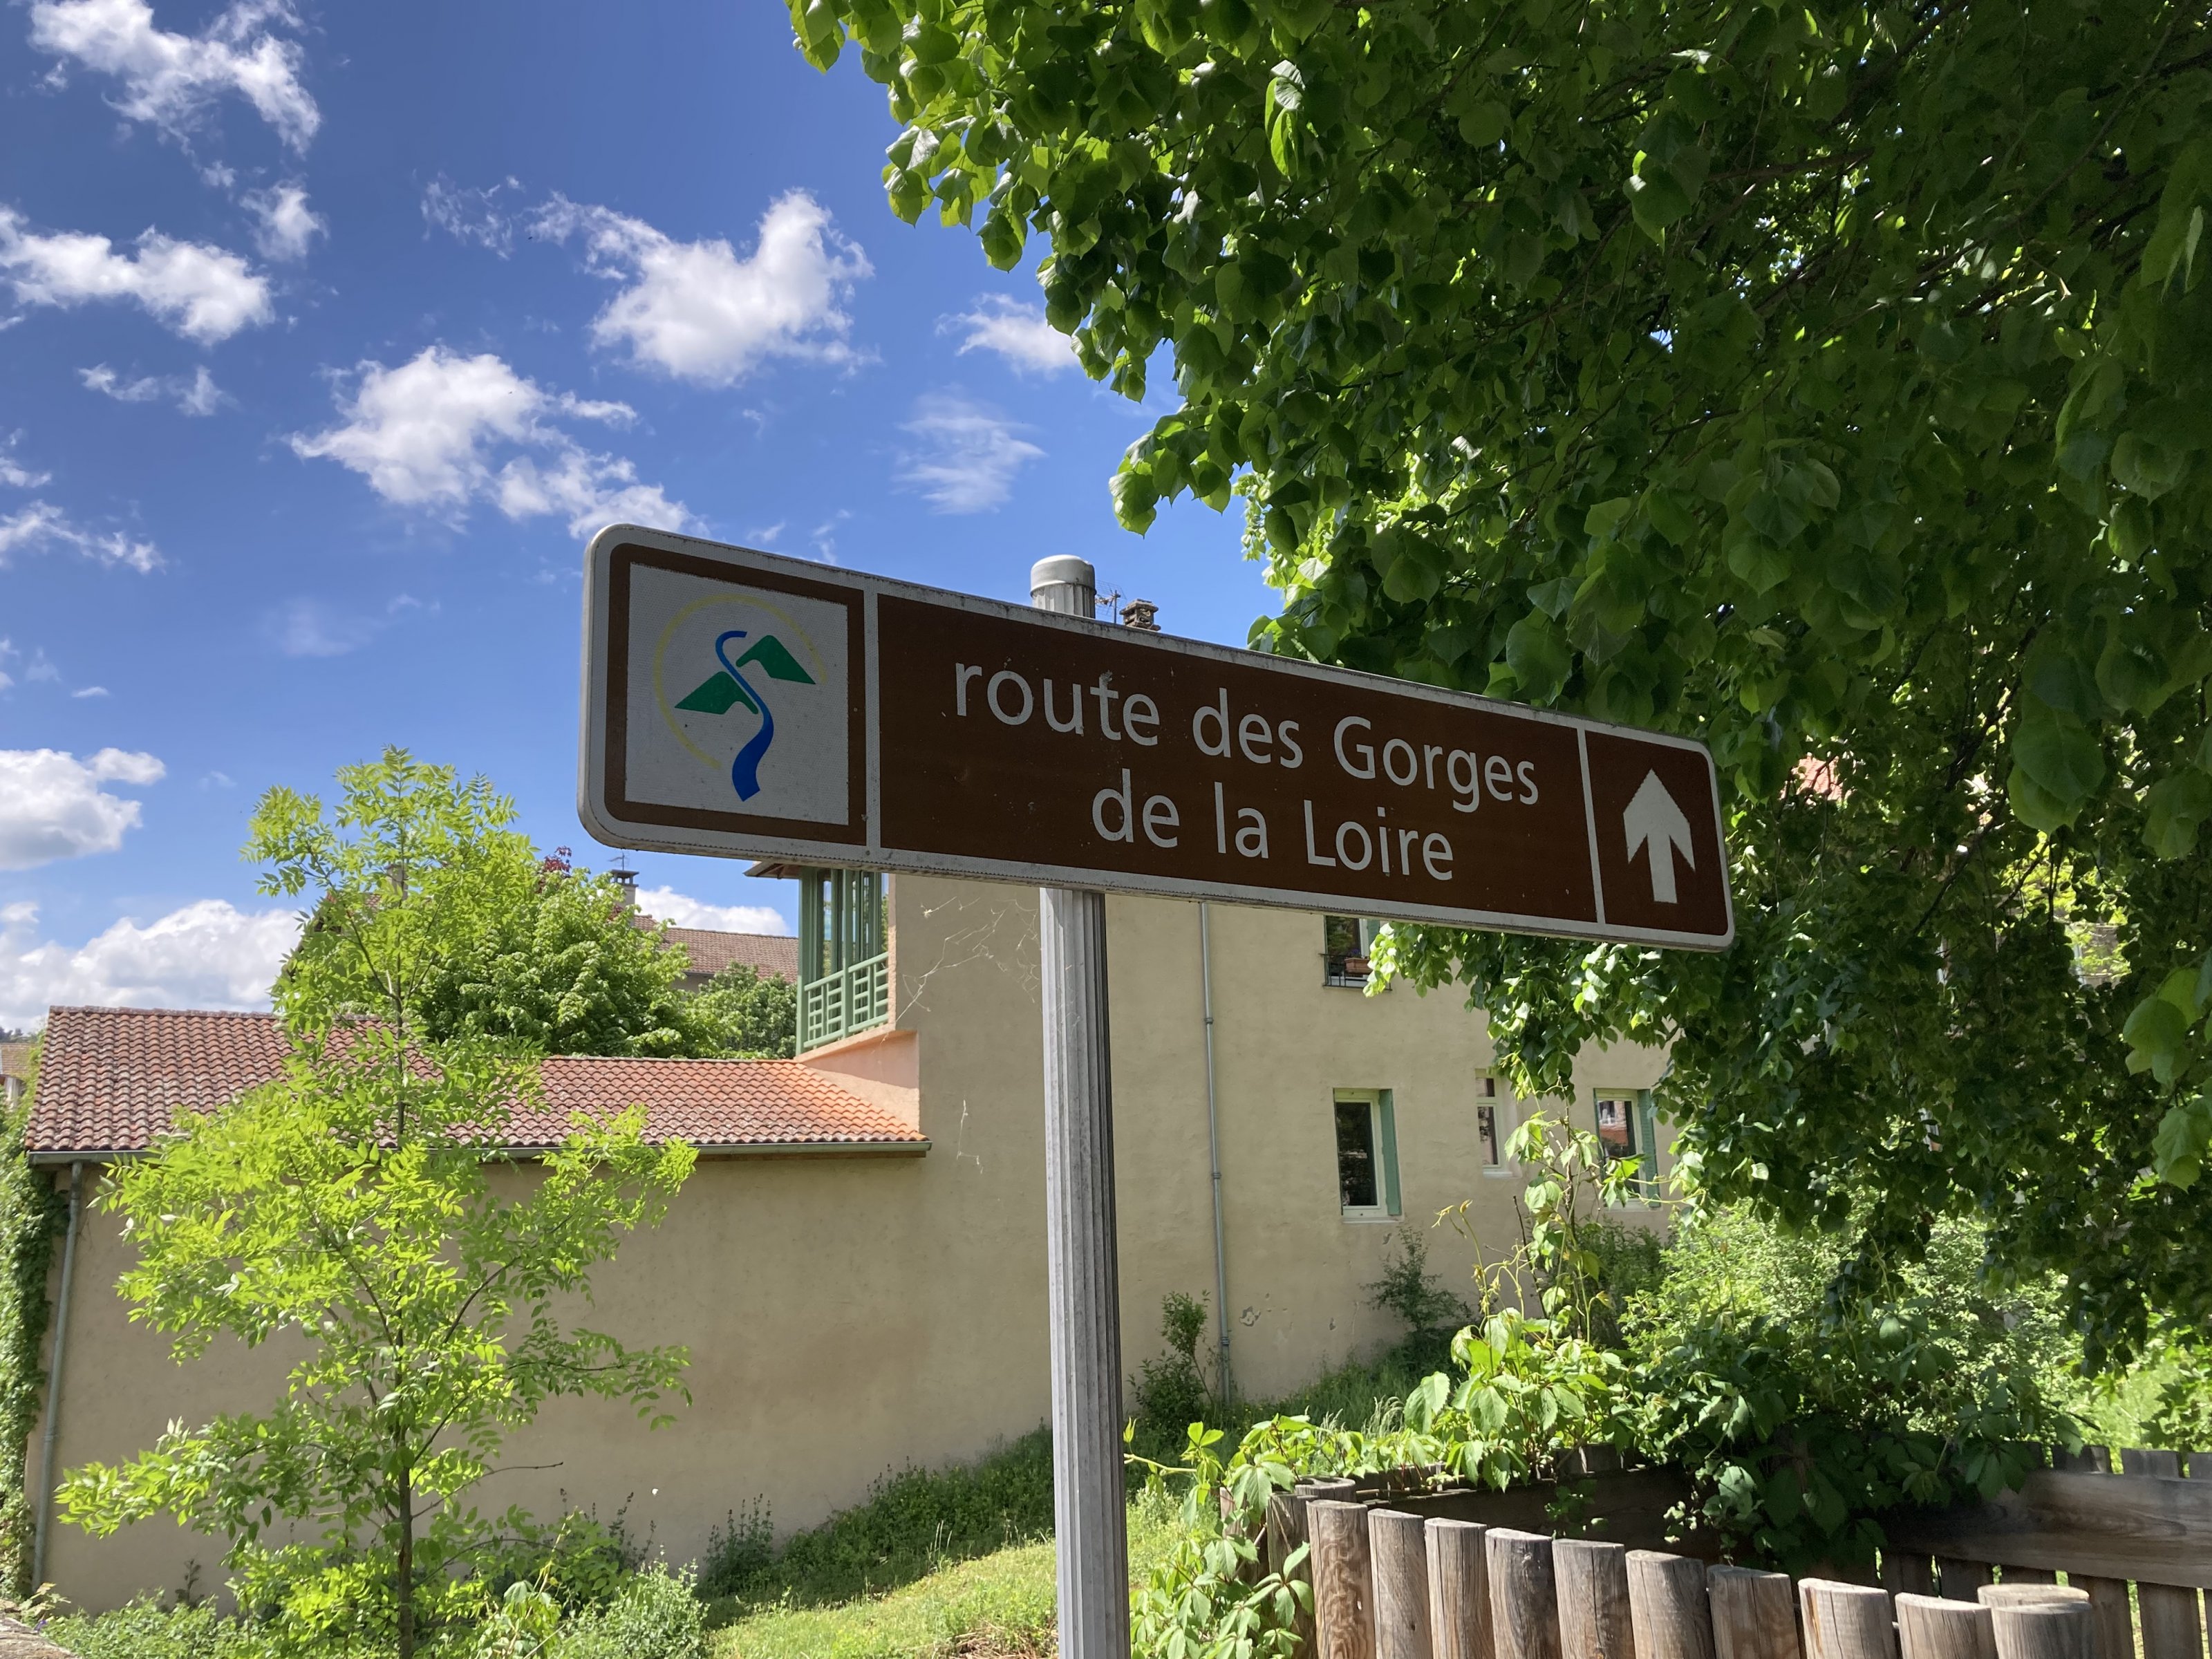 route des Gorges
de la Loire